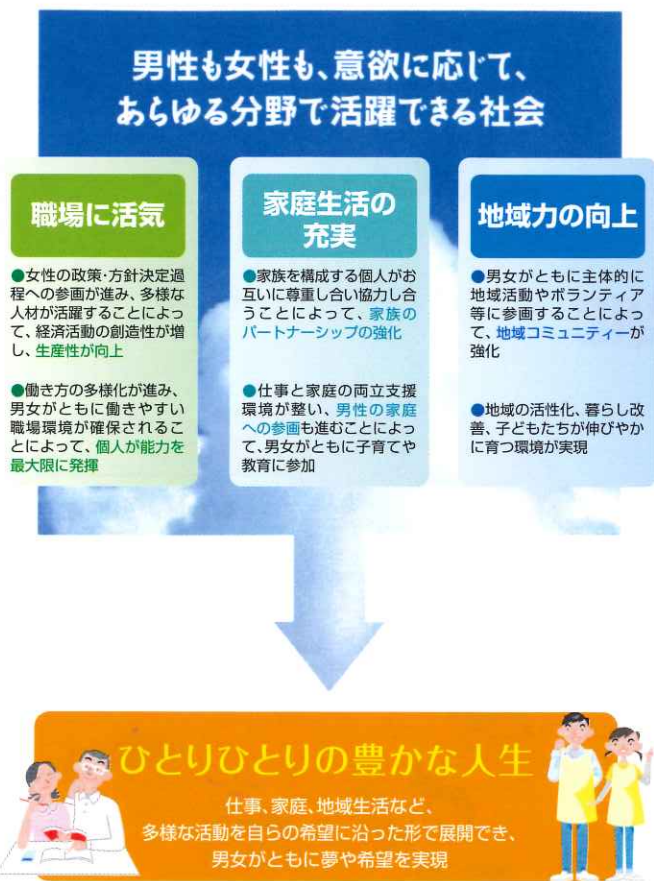 男性も女性も、意欲に応じて、
あらゆる分野で活躍できる社会
職場に活気
●女性の政策・方針決定過
程への参画が進み、多様な
人材が活躍することによっ
て、経済活動の創造性が増
し、生産性が向上
●働き方の多様化が進み、
男女がともに働きやすい
職場環境が確保されるこ
とによって、個人が能力を
最大限に発揮
家庭生活の
充実
●家族を構成する個人がお
互いに尊重し合い協力し合
うことによって、家族の
パートナーシップの強化
●仕事と家庭の両立支援
環境が整い、男性の家庭
への参画も進むことによっ
て、男女がともに子育てや
教育に参加
地域力の向上
●男女がともに主体的に
地域活動やボランティア
等に参画することによっ
て、地域コミュニティーが
強化
●地域の活性化、暮らし改
善、子どもたちが伸びやか
に育つ環境が実現
ひとりひとりの豊かな人生
仕事、家庭、地域生活など、
多様な活動を自らの希望に沿った形で展開でき、
男女がともに夢や希望を実現